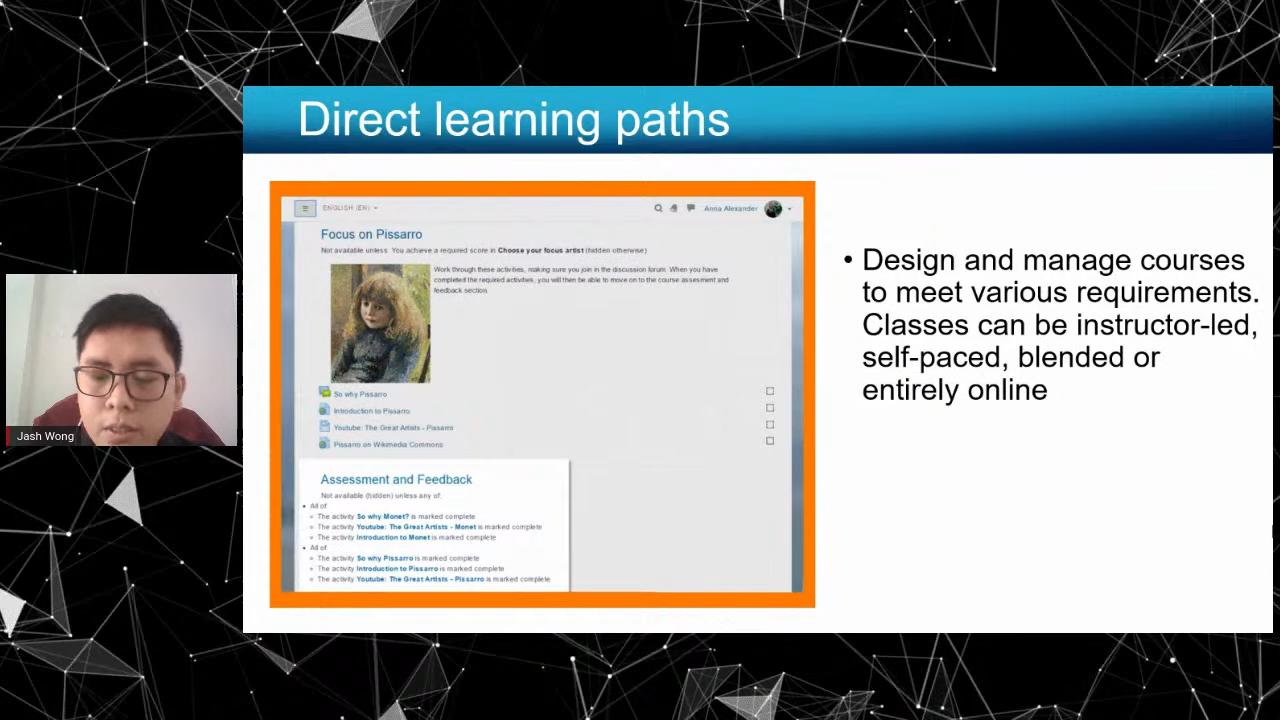 Direct learning paths
ENGLISH (EN)
Anna Alexander
Focus on Pissarro
Not available unless: You achieve a required score in Choose your focus artist (hidden otherwise)
Work through these activities, making sure you join in the discussion forum. When you have
completed the required activities, you will then be able to move on to the course assesment and
feedback section.
So why Pissarro
Introduction to Pissarro
Youtube: The Great Artists - Pissarro
Pissarro on Wikimedia Commons
Assessment and Feedback
Not available (hidden) unless any of:
• All of:
The activity So why Monet? is marked complete
The activity Youtube: The Great Artists - Monet is marked complete
The activity Introduction to Monet is marked complete
• All of:
The activity So why Pissarro is marked complete
The activity Introduction to Pissarro is marked complete
The activity Youtube: The Great Artists - Pissarro is marked complete
• Design and manage courses
to meet various requirements.
Classes can be instructor-led,
self-paced, blended or
entirely online
Jash Wong